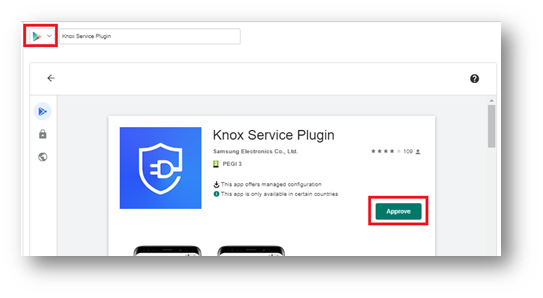 Knox Service Plugin
Knox Service Plugin
Samsung Electronics Co., Ltd.
109
PEGI 3
This app offers managed configuration
This app is only available in certain countries
Approve